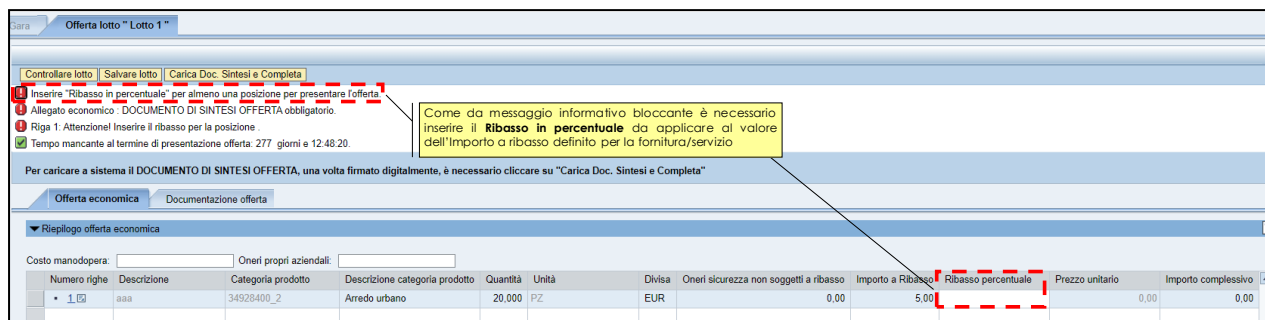 Gara
Offerta lotto " Lotto 1 "
Controllare lotto Salvare lotto Carica Doc. Sintesi e Completa
Inserire "Ribasso in percentuale" per almeno una posizione per presentare l'offerta.
Allegato economico : DOCUMENTO DI SINTESI OFFERTA obbligatorio.
Riga 1: Attenzione! Inserire il ribasso per la posizione .
Tempo mancante al termine di presentazione offerta: 277 giorni e 12:48:20.
Come da messaggio informativo bloccante è necessario
inserire il Ribasso in percentuale da applicare al valore
dell'Importo a ribasso definito per la fornitura/servizio
Per caricare a sistema il DOCUMENTO DI SINTESI OFFERTA, una volta firmato digitalmente, è necessario cliccare su "Carica Doc. Sintesi e Completa"
Offerta economica Documentazione offerta
Riepilogo offerta economica
Costo manodopera: Oneri propri aziendali:
Numero righe Descrizione Categoria prodotto Descrizione categoria prodotto Quantità Unità Divisa Oneri sicurezza non soggetti a ribasso Importo a Ribasso Ribasso percentuale Prezzo unitario Importo complessivo
• 1 aaa 34928400_2 Arredo urbano 20,000 PZ EUR 0,00 5,00 0,00 0,00